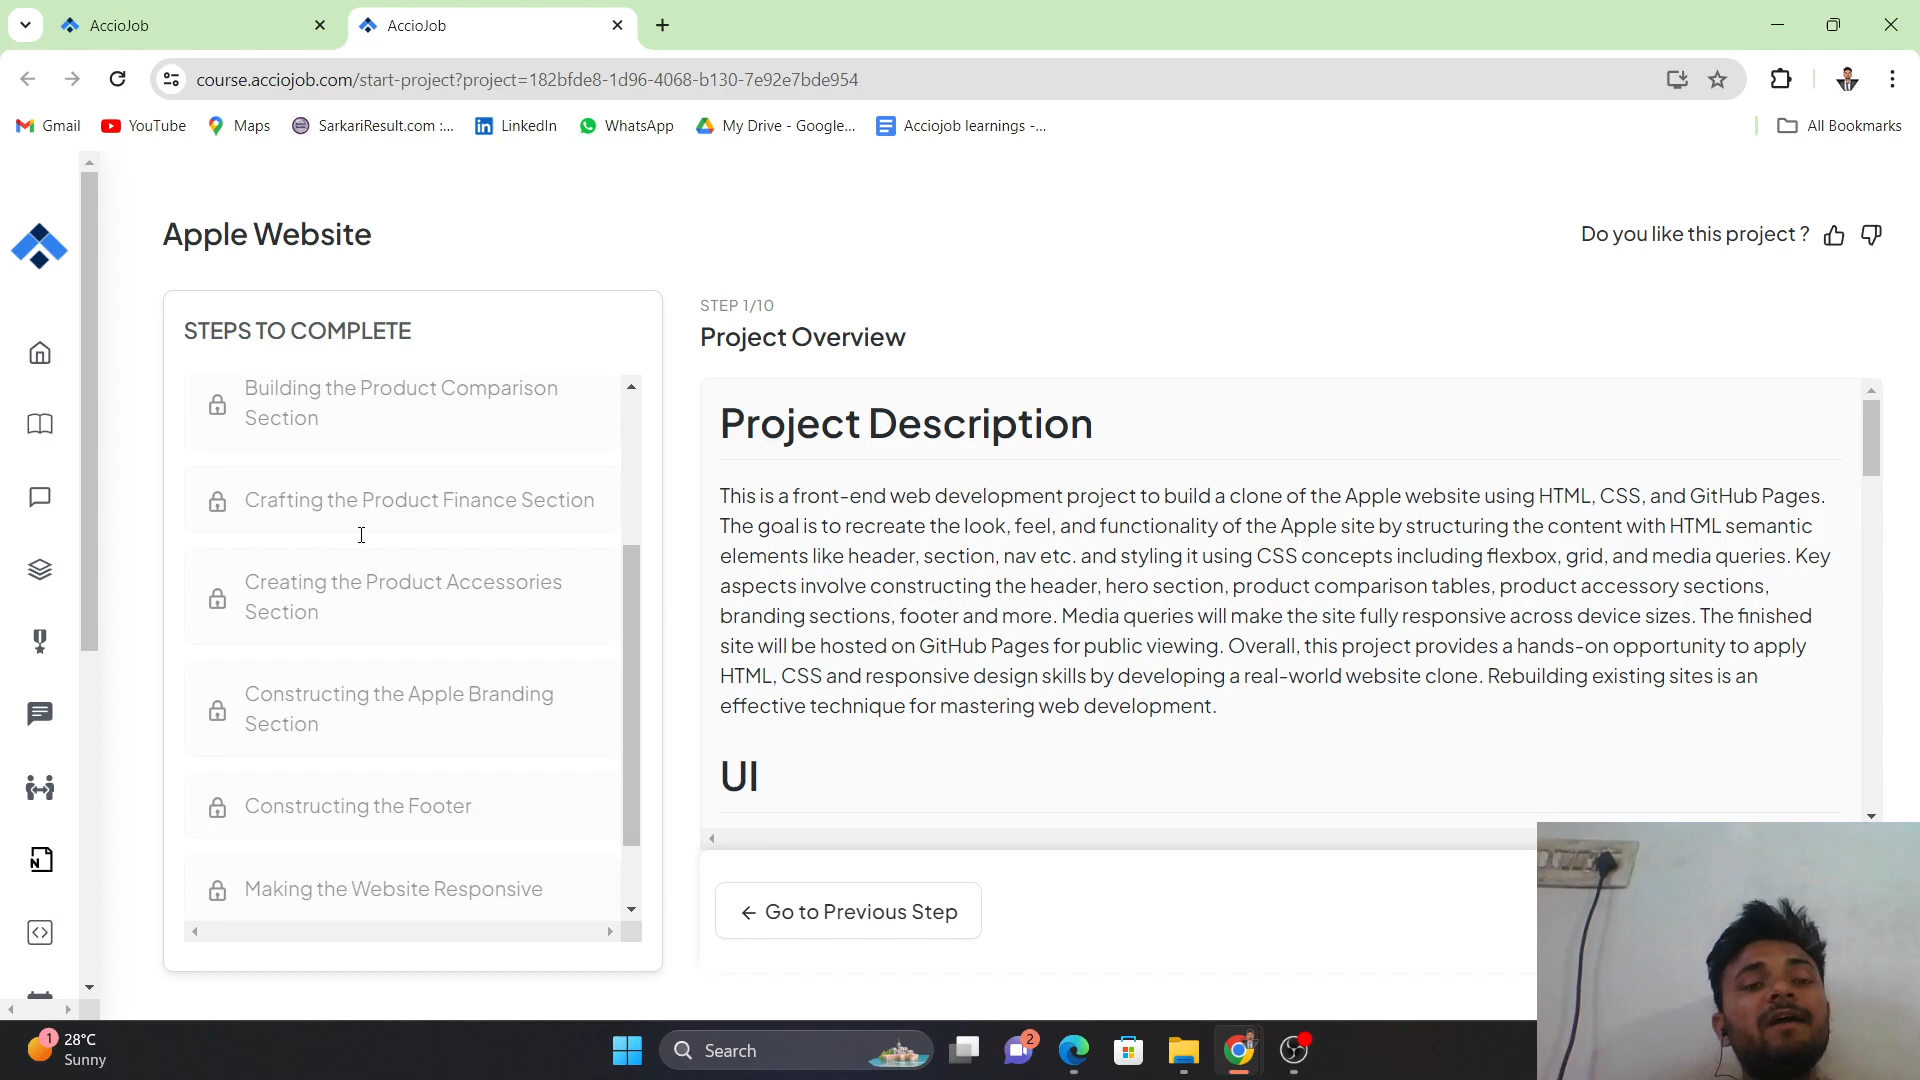 AccioJob
AccioJob
course.acciojob.com/start-project?project=182bfde8-1d96-4068-b130-7e92e7bde954
Gmail
YouTube
Maps
SarkariResult.com :...
LinkedIn
WhatsApp
My Drive - Google...
Acciojob learnings -...
All Bookmarks
Apple Website
Do you like this project ?
STEPS TO COMPLETE
Building the Product Comparison
Section
Crafting the Product Finance Section
Creating the Product Accessories
Section
Constructing the Apple Branding
Section
Constructing the Footer
Making the Website Responsive
STEP 1/10
Project Overview
Project Description
This is a front-end web development project to build a clone of the Apple website using HTML, CSS, and GitHub Pages.
The goal is to recreate the look, feel, and functionality of the Apple site by structuring the content with HTML semantic
elements like header, section, nav etc. and styling it using CSS concepts including flexbox, grid, and media queries. Key
aspects involve constructing the header, hero section, product comparison tables, product accessory sections,
branding sections, footer and more. Media queries will make the site fully responsive across device sizes. The finished
site will be hosted on GitHub Pages for public viewing. Overall, this project provides a hands-on opportunity to apply
HTML, CSS and responsive design skills by developing a real-world website clone. Rebuilding existing sites is an
effective technique for mastering web development.
UI
← Go to Previous Step
N
1
28°C
Sunny
Search
2